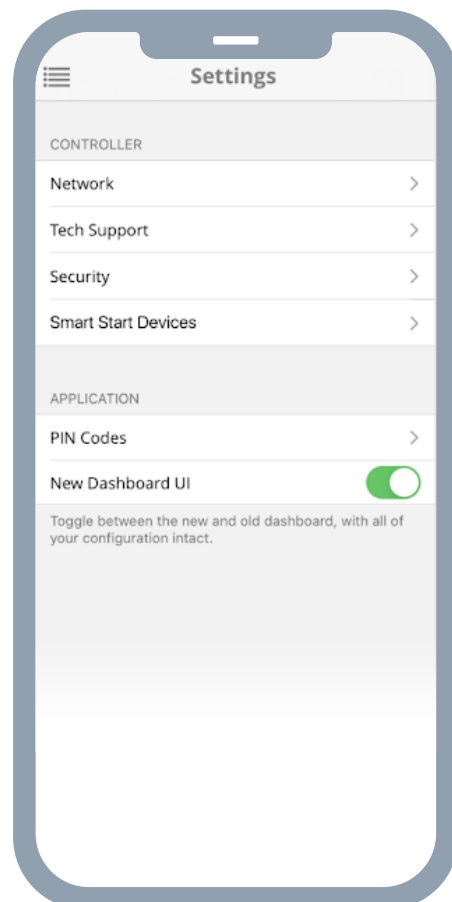 Settings
CONTROLLER
Network
Tech Support
Security
Smart Start Devices
APPLICATION
PIN Codes
New Dashboard UI
Toggle between the new and old dashboard, with all of
your configuration intact.